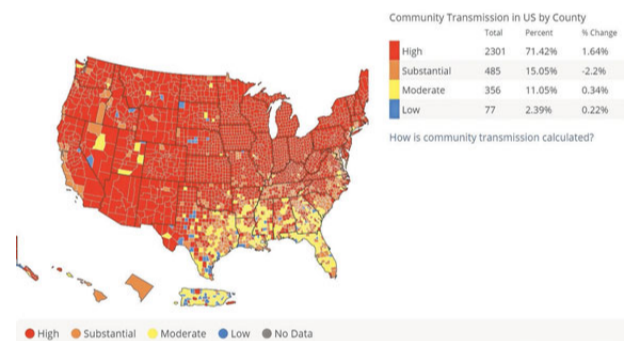 Community Transmission in US by County
Total Percent % Change
High 2301 71.42% 1.64%
Substantial 485 15.05% -2.2%
Moderate 356 11.05% 0.34%
Low 77 2.39% 0.22%
How is community transmission calculated?
High Substantial Moderate Low No Data